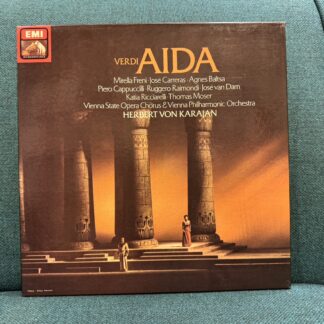 EMI
VERDI AIDA
Mirella Freni · José Carreras · Agnes Baltsa
Piero Cappuccilli · Ruggero Raimondi · José van Dam
Katia Ricciarelli · Thomas Moser
Vienna State Opera Chorus & Vienna Philharmonic Orchestra
HERBERT VON KARAJAN